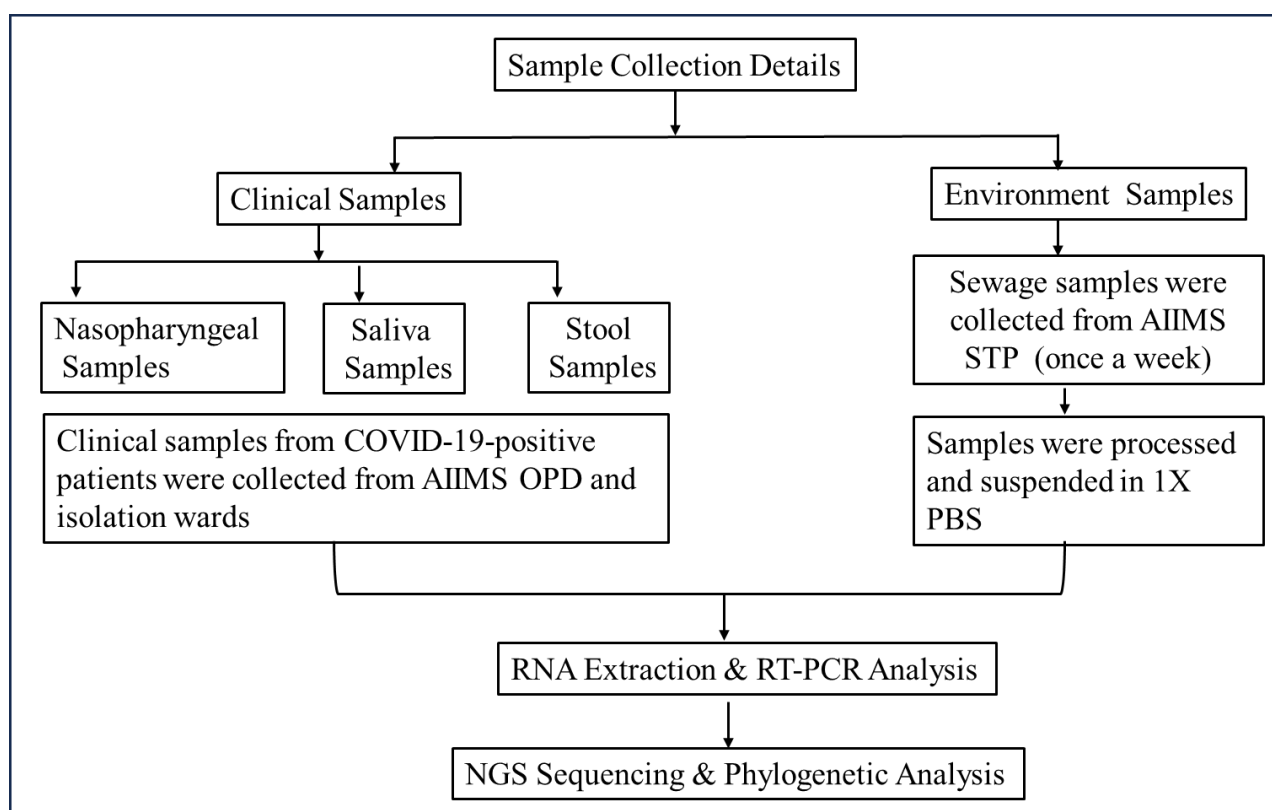 Sample Collection Details
Clinical Samples
Environment Samples
Nasopharyngeal
Samples
Saliva
Samples
Stool
Samples
Sewage samples were
collected from AIIMS
STP (once a week)
Clinical samples from COVID-19-positive
patients were collected from AIIMS OPD and
isolation wards
Samples were processed
and suspended in 1X
PBS
RNA Extraction & RT-PCR Analysis
NGS Sequencing & Phylogenetic Analysis